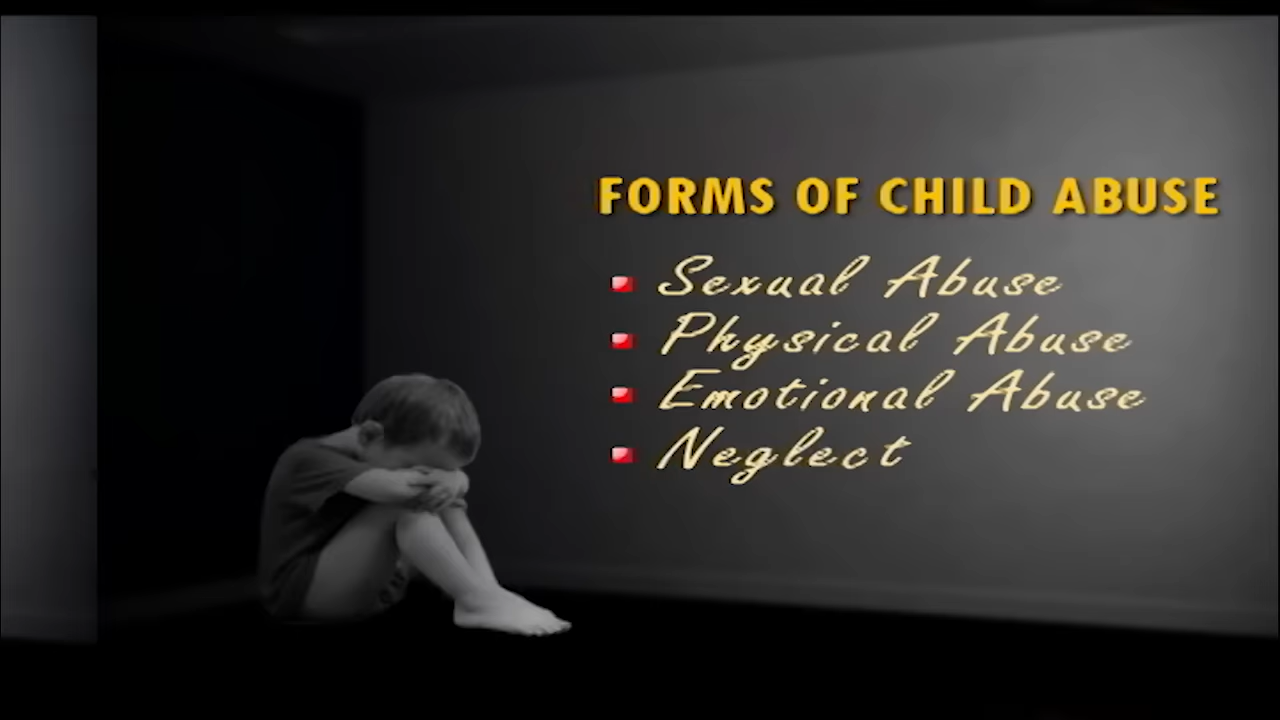 FORMS OF CHILD ABUSE
Sexual Abuse
Physical Abuse
Emotional Abuse
Neglect